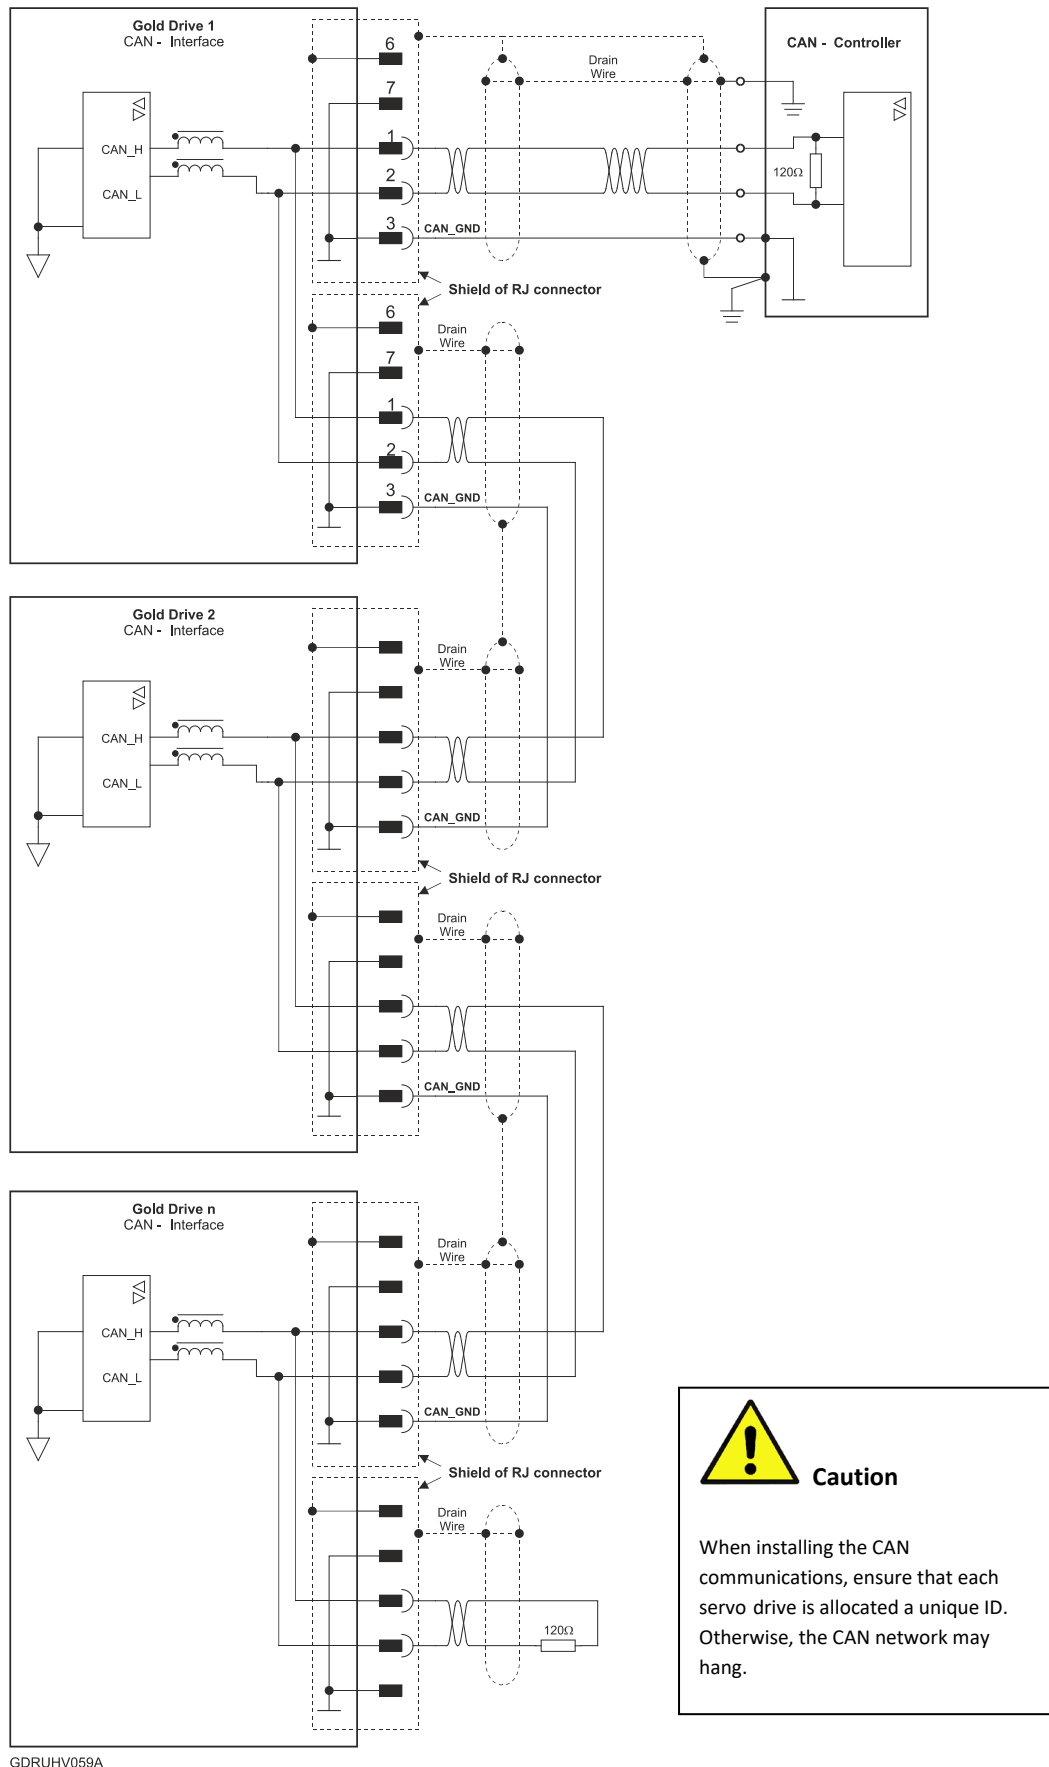 Gold Drive 1
CAN - Interface
CAN_H
CAN_L
6
7
1
2
3
CAN_GND
Drain
Wire
CAN - Controller
120Ω
Shield of RJ connector
6
7
1
2
3
Drain
Wire
CAN_GND
Gold Drive 2
CAN - Interface
CAN_H
CAN_L
Drain
Wire
CAN_GND
Shield of RJ connector
Drain
Wire
CAN_GND
Gold Drive n
CAN - Interface
CAN_H
CAN_L
Drain
Wire
CAN_GND
Shield of RJ connector
Drain
Wire
120Ω
Caution
When installing the CAN
communications, ensure that each
servo drive is allocated a unique ID.
Otherwise, the CAN network may
hang.
GDRUHV059A